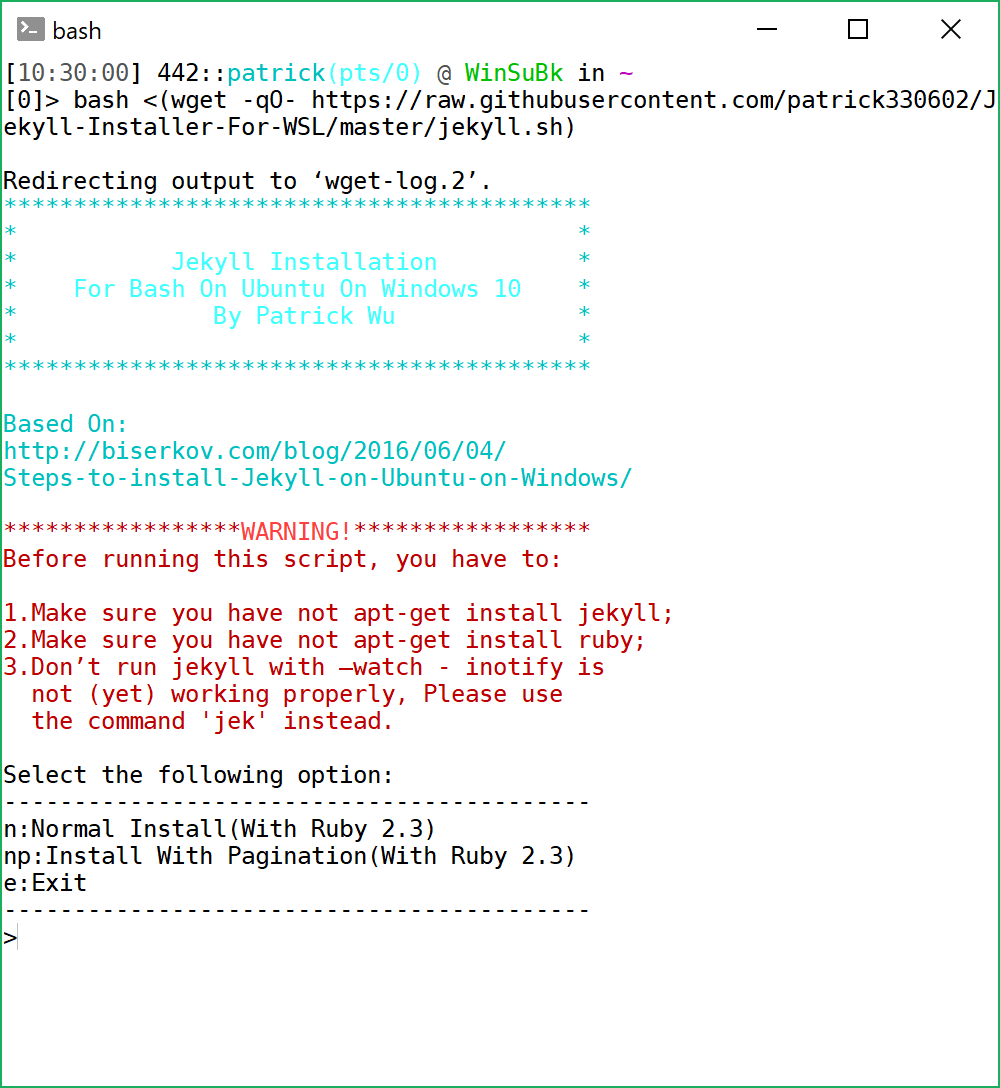 bash
[10:30:00] 442::patrick(pts/0) @ WinSuBk in ~
[0]> bash <(wget -qO- https://raw.githubusercontent.com/patrick330602/J
ekyll-Installer-For-WSL/master/jekyll.sh)
Redirecting output to ‘wget-log.2’.
******************************************
*                                        *
*           Jekyll Installation          *
*    For Bash On Ubuntu On Windows 10    *
*              By Patrick Wu             *
*                                        *
******************************************
Based On:
http://biserkov.com/blog/2016/06/04/
Steps-to-install-Jekyll-on-Ubuntu-on-Windows/
*****************WARNING!*****************
Before running this script, you have to:
1.Make sure you have not apt-get install jekyll;
2.Make sure you have not apt-get install ruby;
3.Don’t run jekyll with –watch - inotify is
  not (yet) working properly, Please use
  the command 'jek' instead.
Select the following option:
------------------------------------------
n:Normal Install(With Ruby 2.3)
np:Install With Pagination(With Ruby 2.3)
e:Exit
------------------------------------------
>